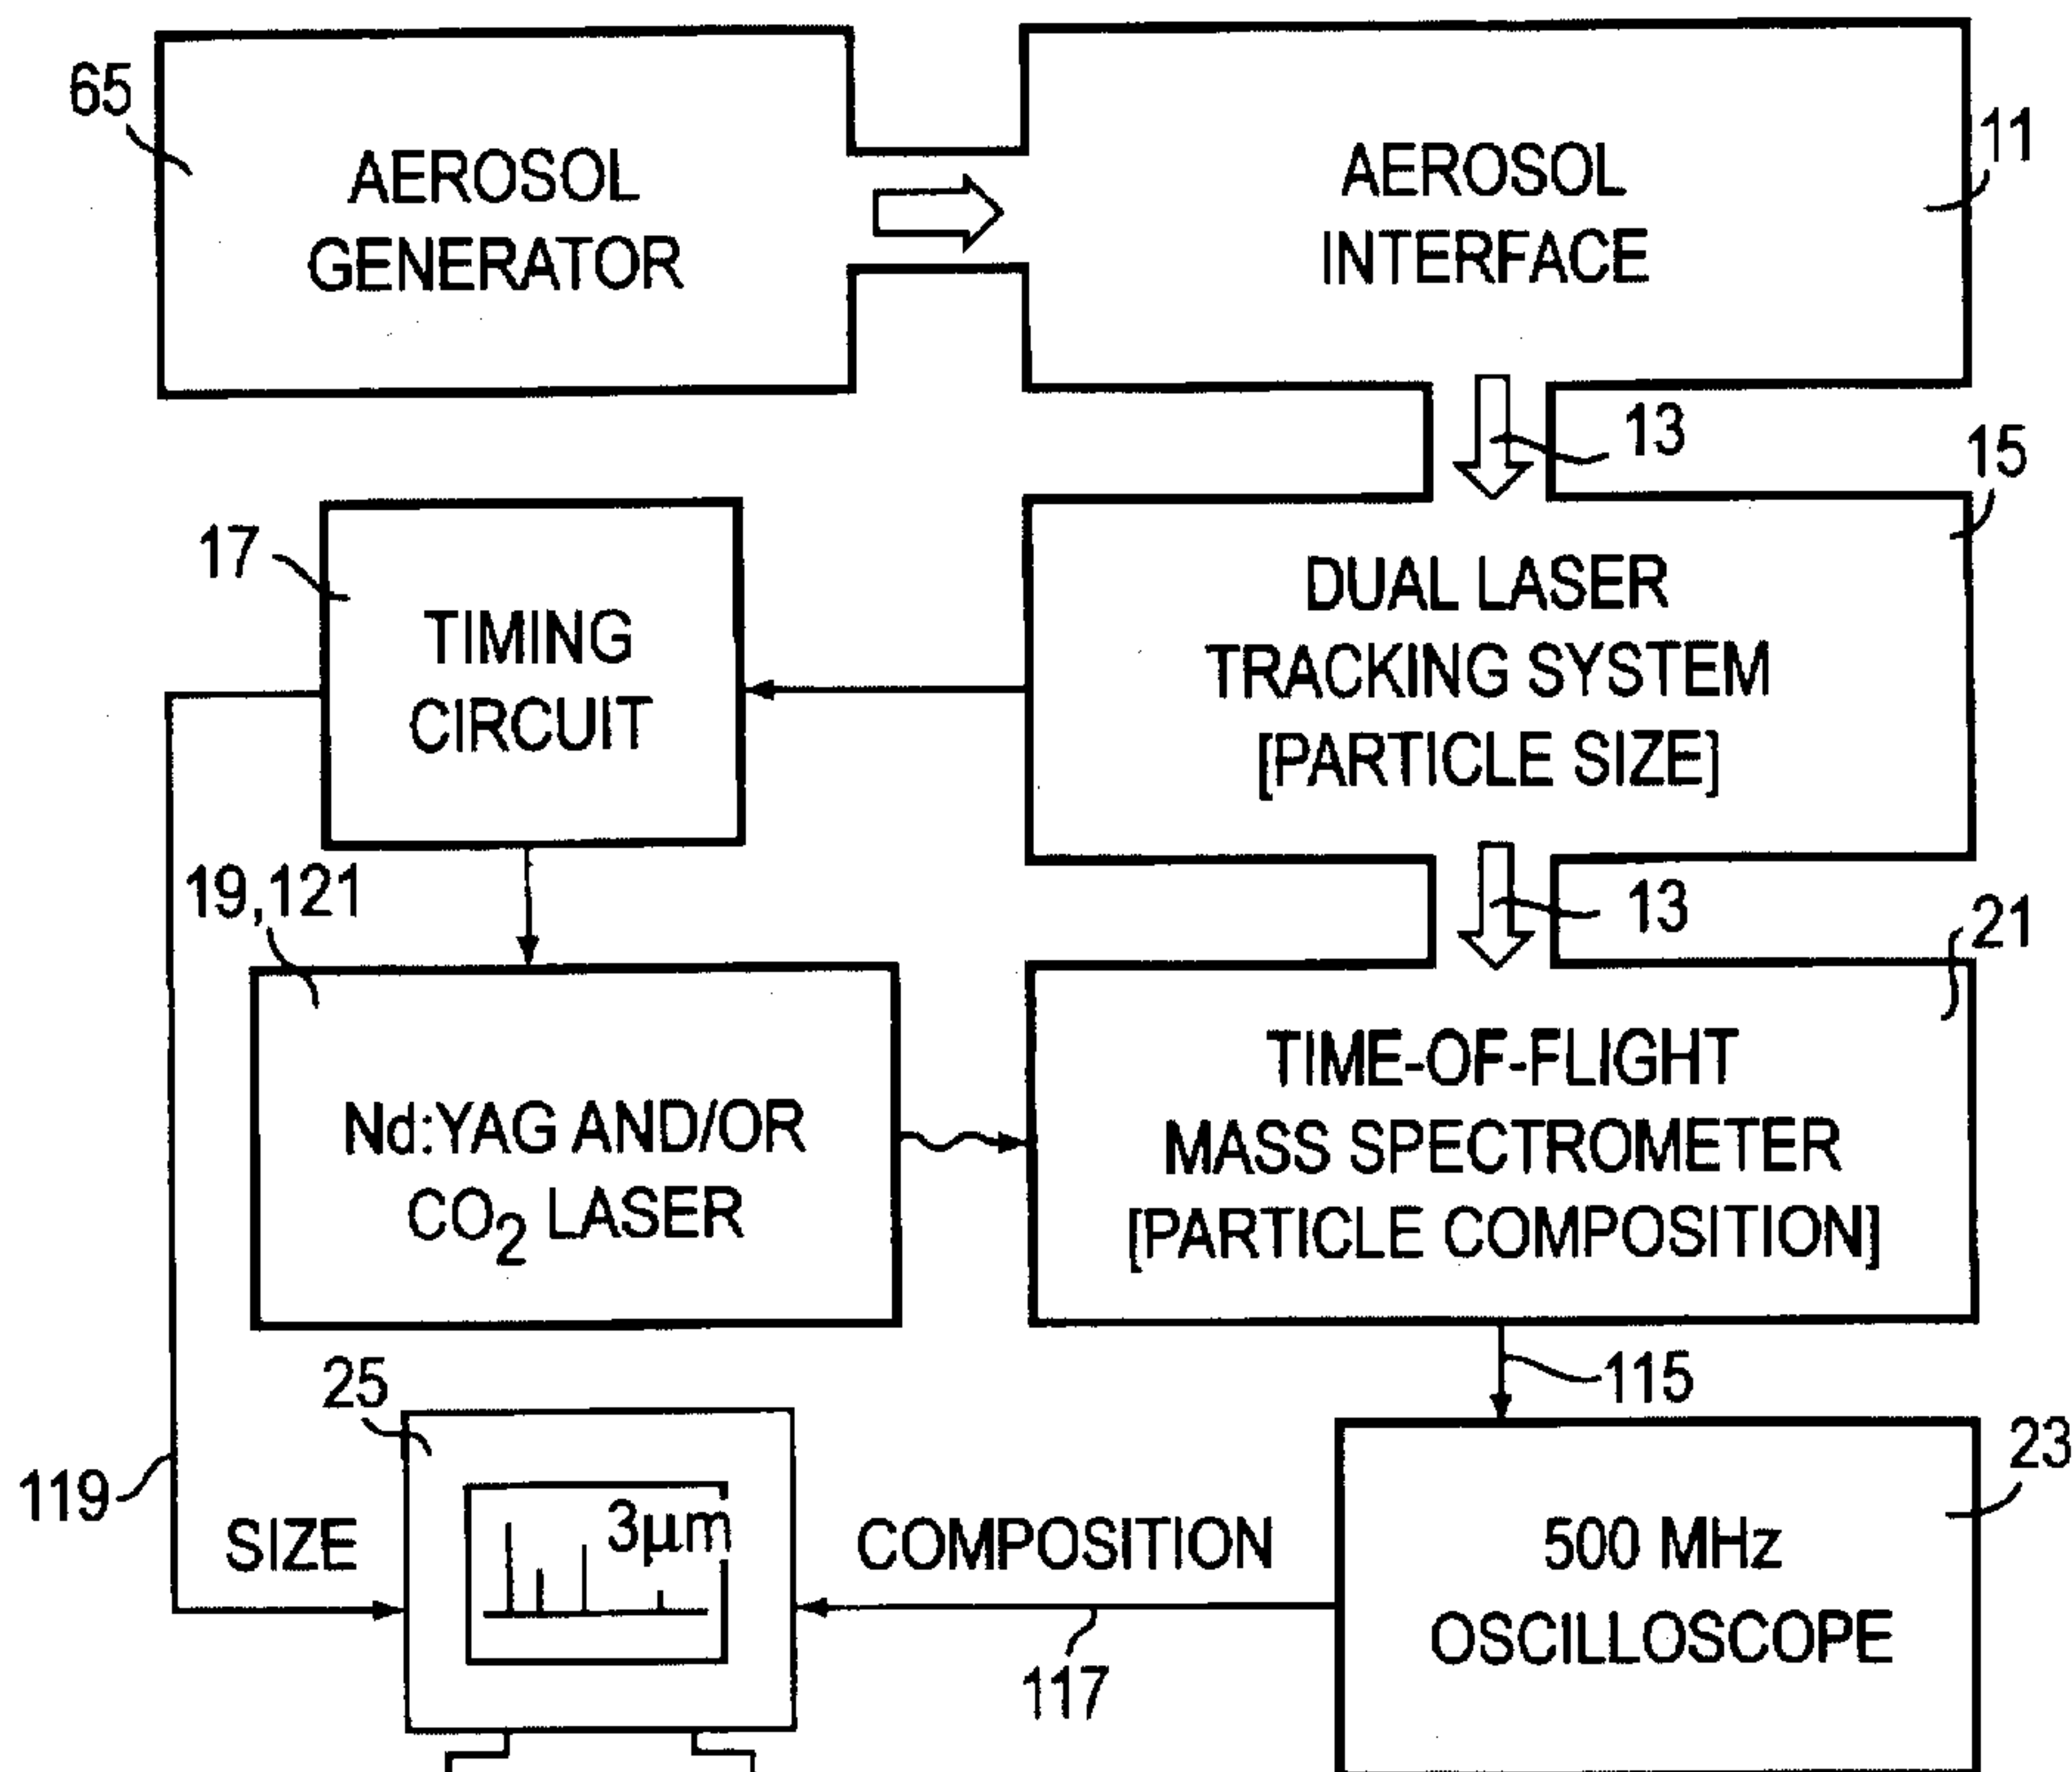 65
AEROSOL
GENERATOR
AEROSOL
INTERFACE
11
13
15
17
TIMING
CIRCUIT
DUAL LASER
TRACKING SYSTEM
[PARTICLE SIZE]
19,121
13
21
Nd:YAG AND/OR
CO₂ LASER
TIME-OF-FLIGHT
MASS SPECTROMETER
[PARTICLE COMPOSITION]
115
25
23
119
SIZE
3µm
COMPOSITION
117
500 MHz
OSCILLOSCOPE